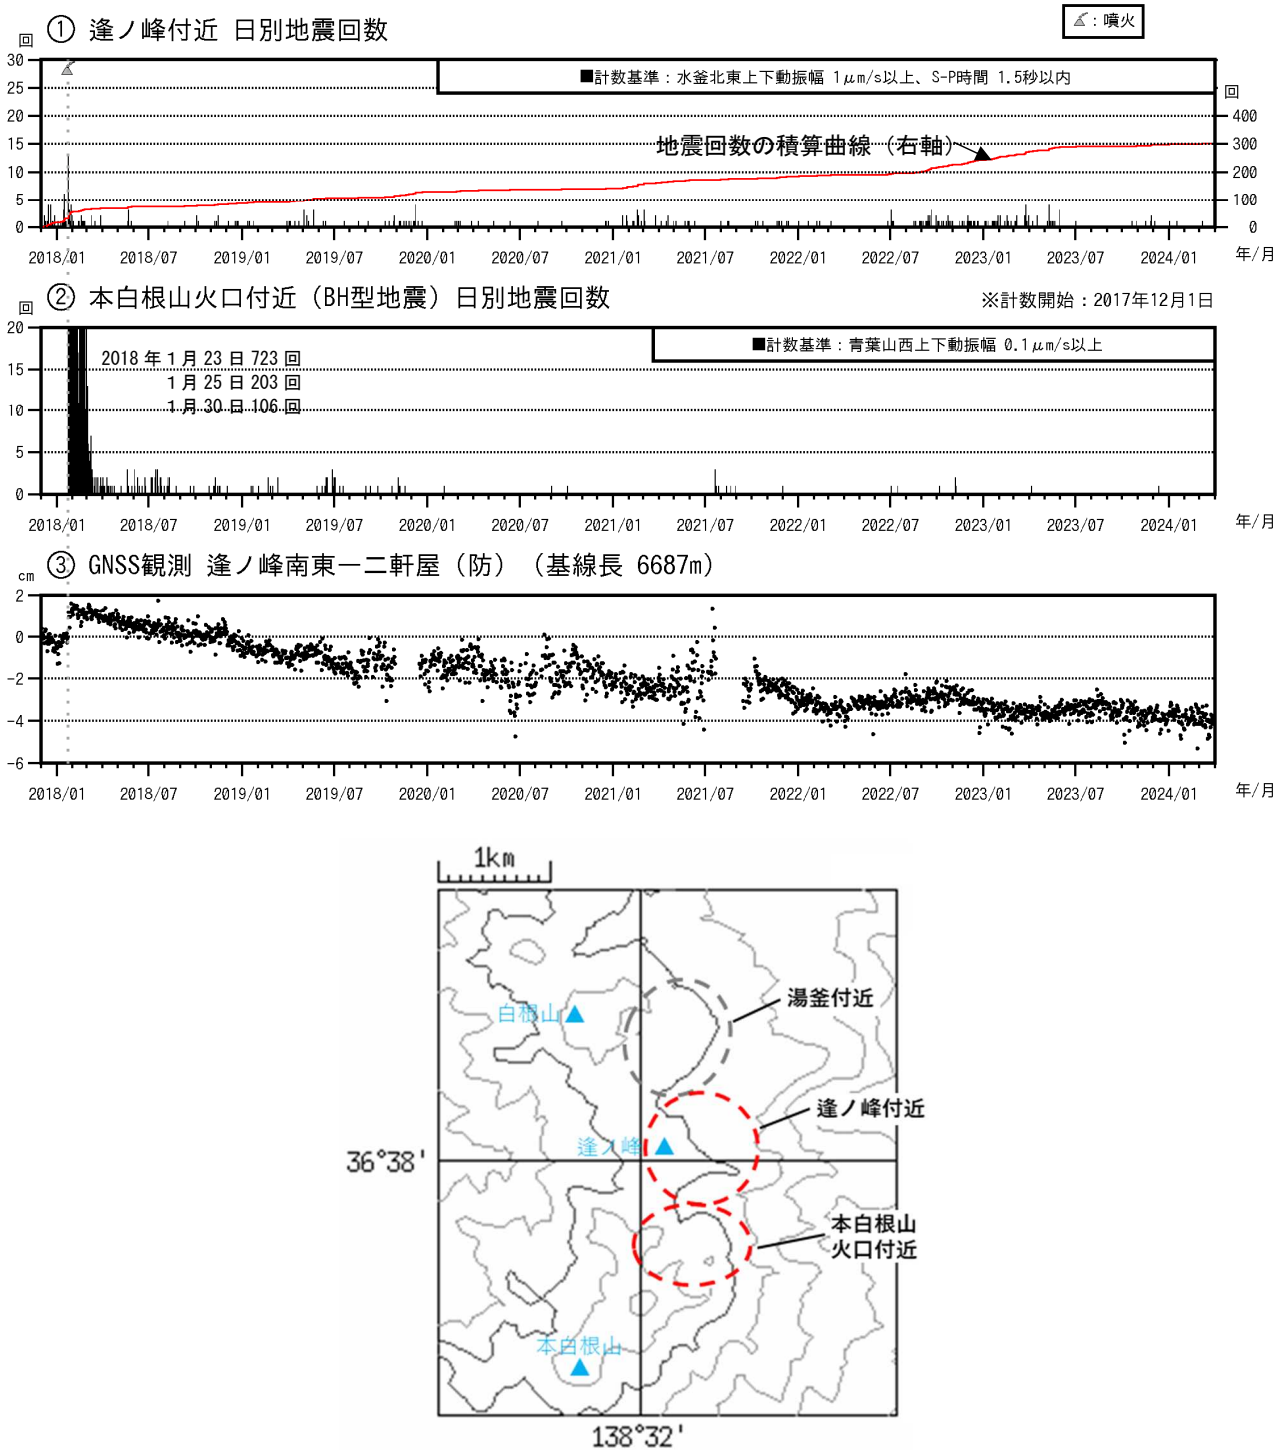 ① 逢ノ峰付近 日別地震回数
：噴火
回
30
25
20
15
10
5
0
■計数基準：水釜北東上下動振幅 1μm/s以上、S-P時間 1.5秒以内
回
400
300
200
100
0
地震回数の積算曲線（右軸）
2018/01 2018/07 2019/01 2019/07 2020/01 2020/07 2021/01 2021/07 2022/01 2022/07 2023/01 2023/07 2024/01 年/月
② 本白根山火口付近（BH型地震）日別地震回数
※計数開始：2017年12月1日
回
20
15
10
5
0
■計数基準：青葉山西上下動振幅 0.1μm/s以上
2018 年 1 月 23 日 723 回
1 月 25 日 203 回
1 月 30 日 106 回
2018/01 2018/07 2019/01 2019/07 2020/01 2020/07 2021/01 2021/07 2022/01 2022/07 2023/01 2023/07 2024/01 年/月
③ GNSS観測 逢ノ峰南東一二軒屋（防）（基線長 6687m）
cm
2
0
-2
-4
-6
2018/01 2018/07 2019/01 2019/07 2020/01 2020/07 2021/01 2021/07 2022/01 2022/07 2023/01 2023/07 2024/01 年/月
1km
白根山
湯釜付近
逢ノ峰付近
逢ノ峰
36°38'
本白根山
火口付近
本白根山
138°32'